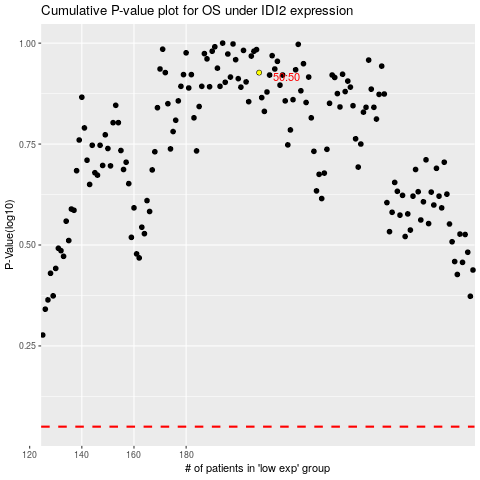 Cumulative P-value plot for OS under IDI2 expression
1.00
50:50
0.75
P-Value(log10)
0.50
0.25
120 140 160 180
# of patients in 'low exp' group